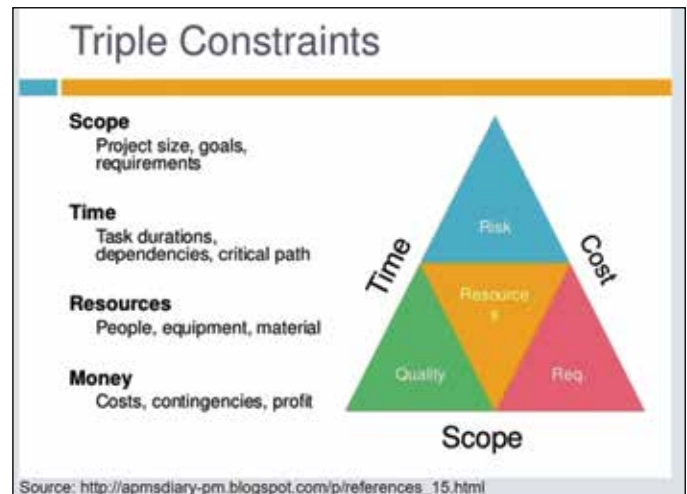 Triple Constraints
Scope
Project size, goals,
requirements
Time
Task durations,
dependencies, critical path
Resources
People, equipment, material
Money
Costs, contingencies, profit
Risk
Time
Cost
Resource
s
Quality
Req.
Scope
Source: http://apmsdiary-pm.blogspot.com/p/references_15.html